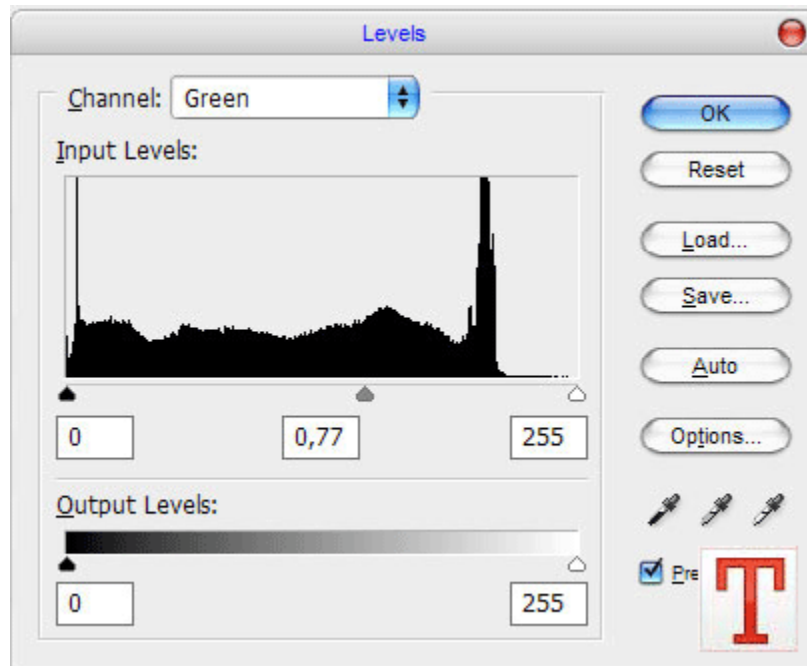 Levels
Channel: Green
Input Levels:
0 0,77 255
Output Levels:
0 255
OK
Reset
Load...
Save...
Auto
Options...
Pre
T